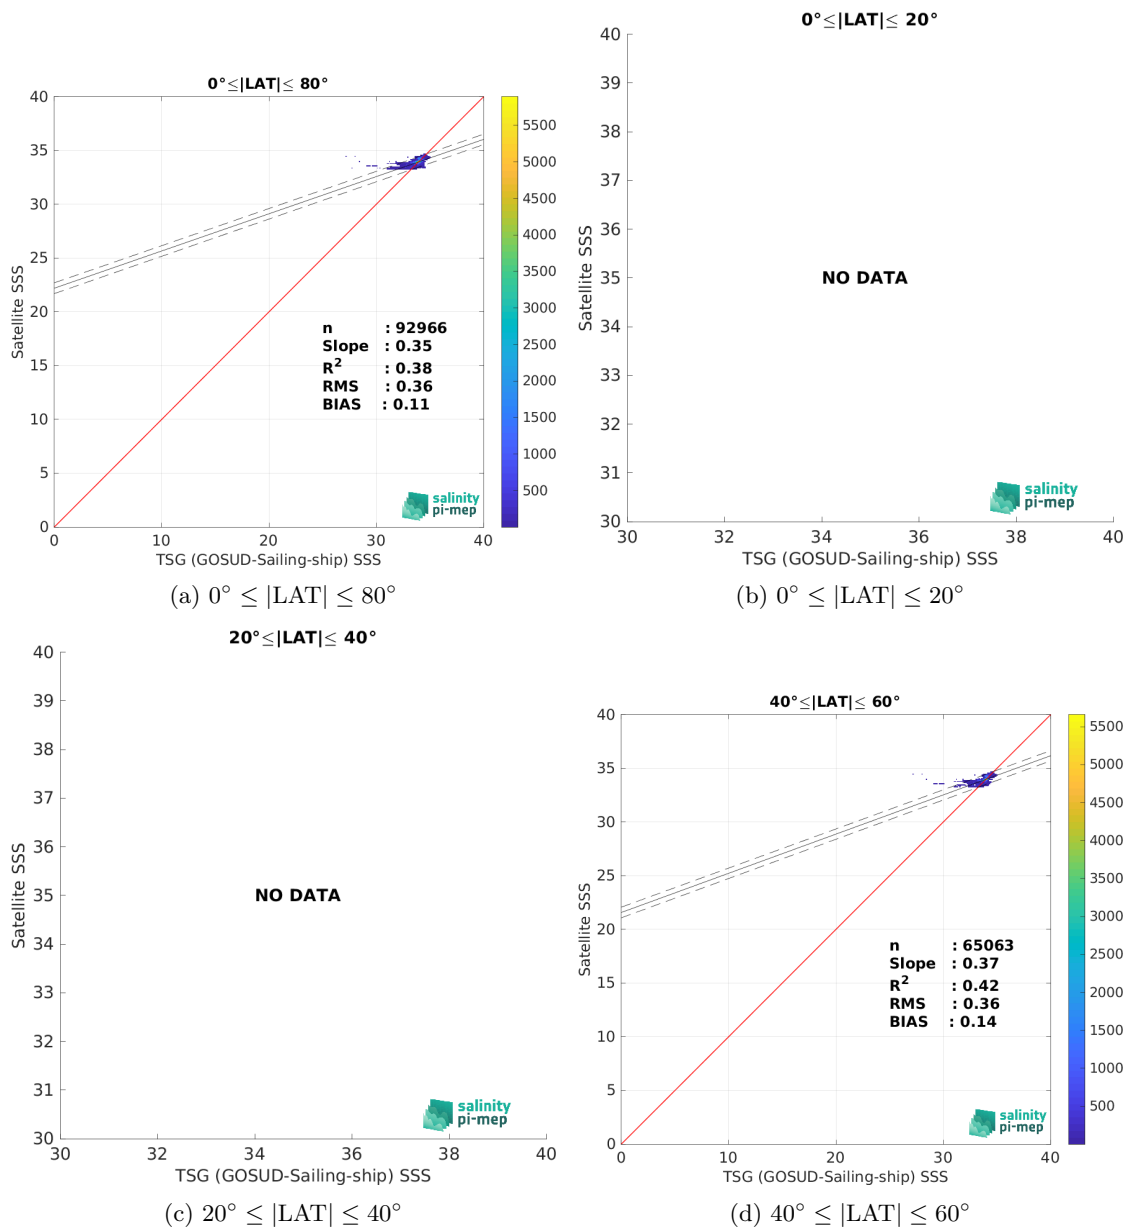 0°≤|LAT|≤ 80°
40
35
30
25
20
15
10
5
0
0
10
20
30
40
Satellite SSS
TSG (GOSUD-Sailing-ship) SSS
n : 92966
Slope : 0.35
R² : 0.38
RMS : 0.36
BIAS : 0.11
salinity
pi-mep
5500
5000
4500
4000
3500
3000
2500
2000
1500
1000
500
(a) 0° ≤ |LAT| ≤ 80°
0°≤|LAT|≤ 20°
40
39
38
37
36
35
34
33
32
31
30
30
32
34
36
38
40
Satellite SSS
NO DATA
salinity
pi-mep
TSG (GOSUD-Sailing-ship) SSS
(b) 0° ≤ |LAT| ≤ 20°
20°≤|LAT|≤ 40°
40
39
38
37
36
35
34
33
32
31
30
30
32
34
36
38
40
Satellite SSS
NO DATA
salinity
pi-mep
TSG (GOSUD-Sailing-ship) SSS
(c) 20° ≤ |LAT| ≤ 40°
40°≤|LAT|≤ 60°
40
35
30
25
20
15
10
5
0
0
10
20
30
40
Satellite SSS
TSG (GOSUD-Sailing-ship) SSS
n : 65063
Slope : 0.37
R² : 0.42
RMS : 0.36
BIAS : 0.14
salinity
pi-mep
5500
5000
4500
4000
3500
3000
2500
2000
1500
1000
500
(d) 40° ≤ |LAT| ≤ 60°